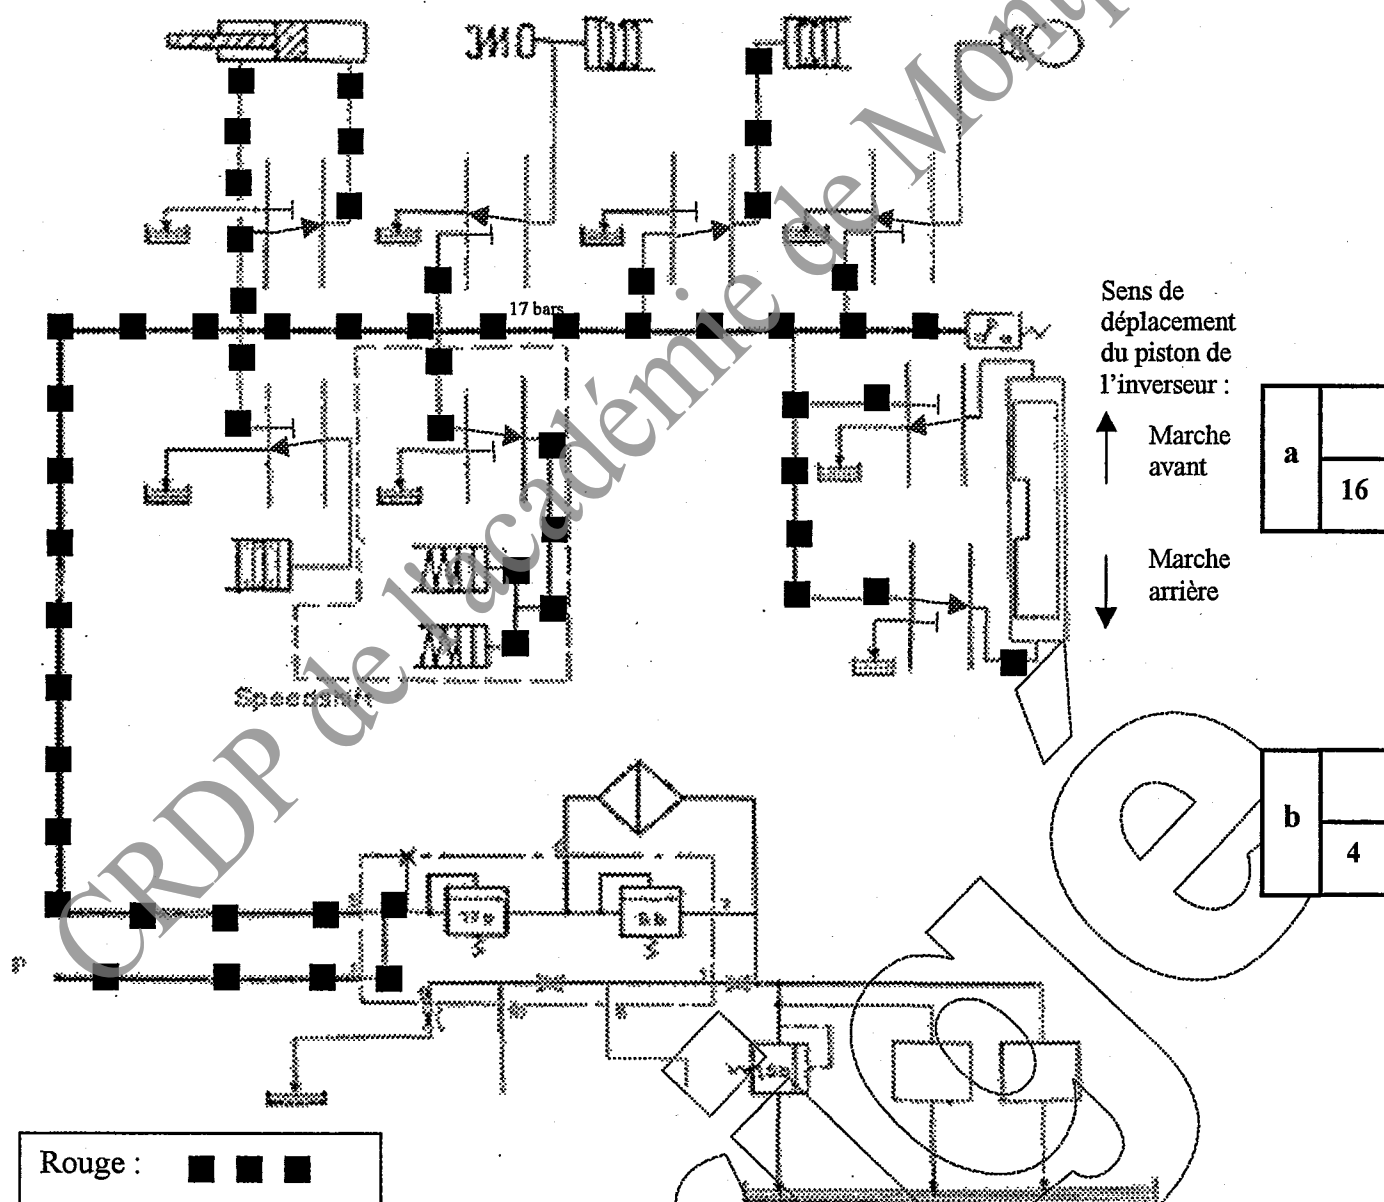 17 bars
Sens de
déplacement
du piston de
l'inverseur :
Marche
avant
a
16
Marche
arrière
Speedshift
b
4
Rouge :
CRDP de l'académie de Montp